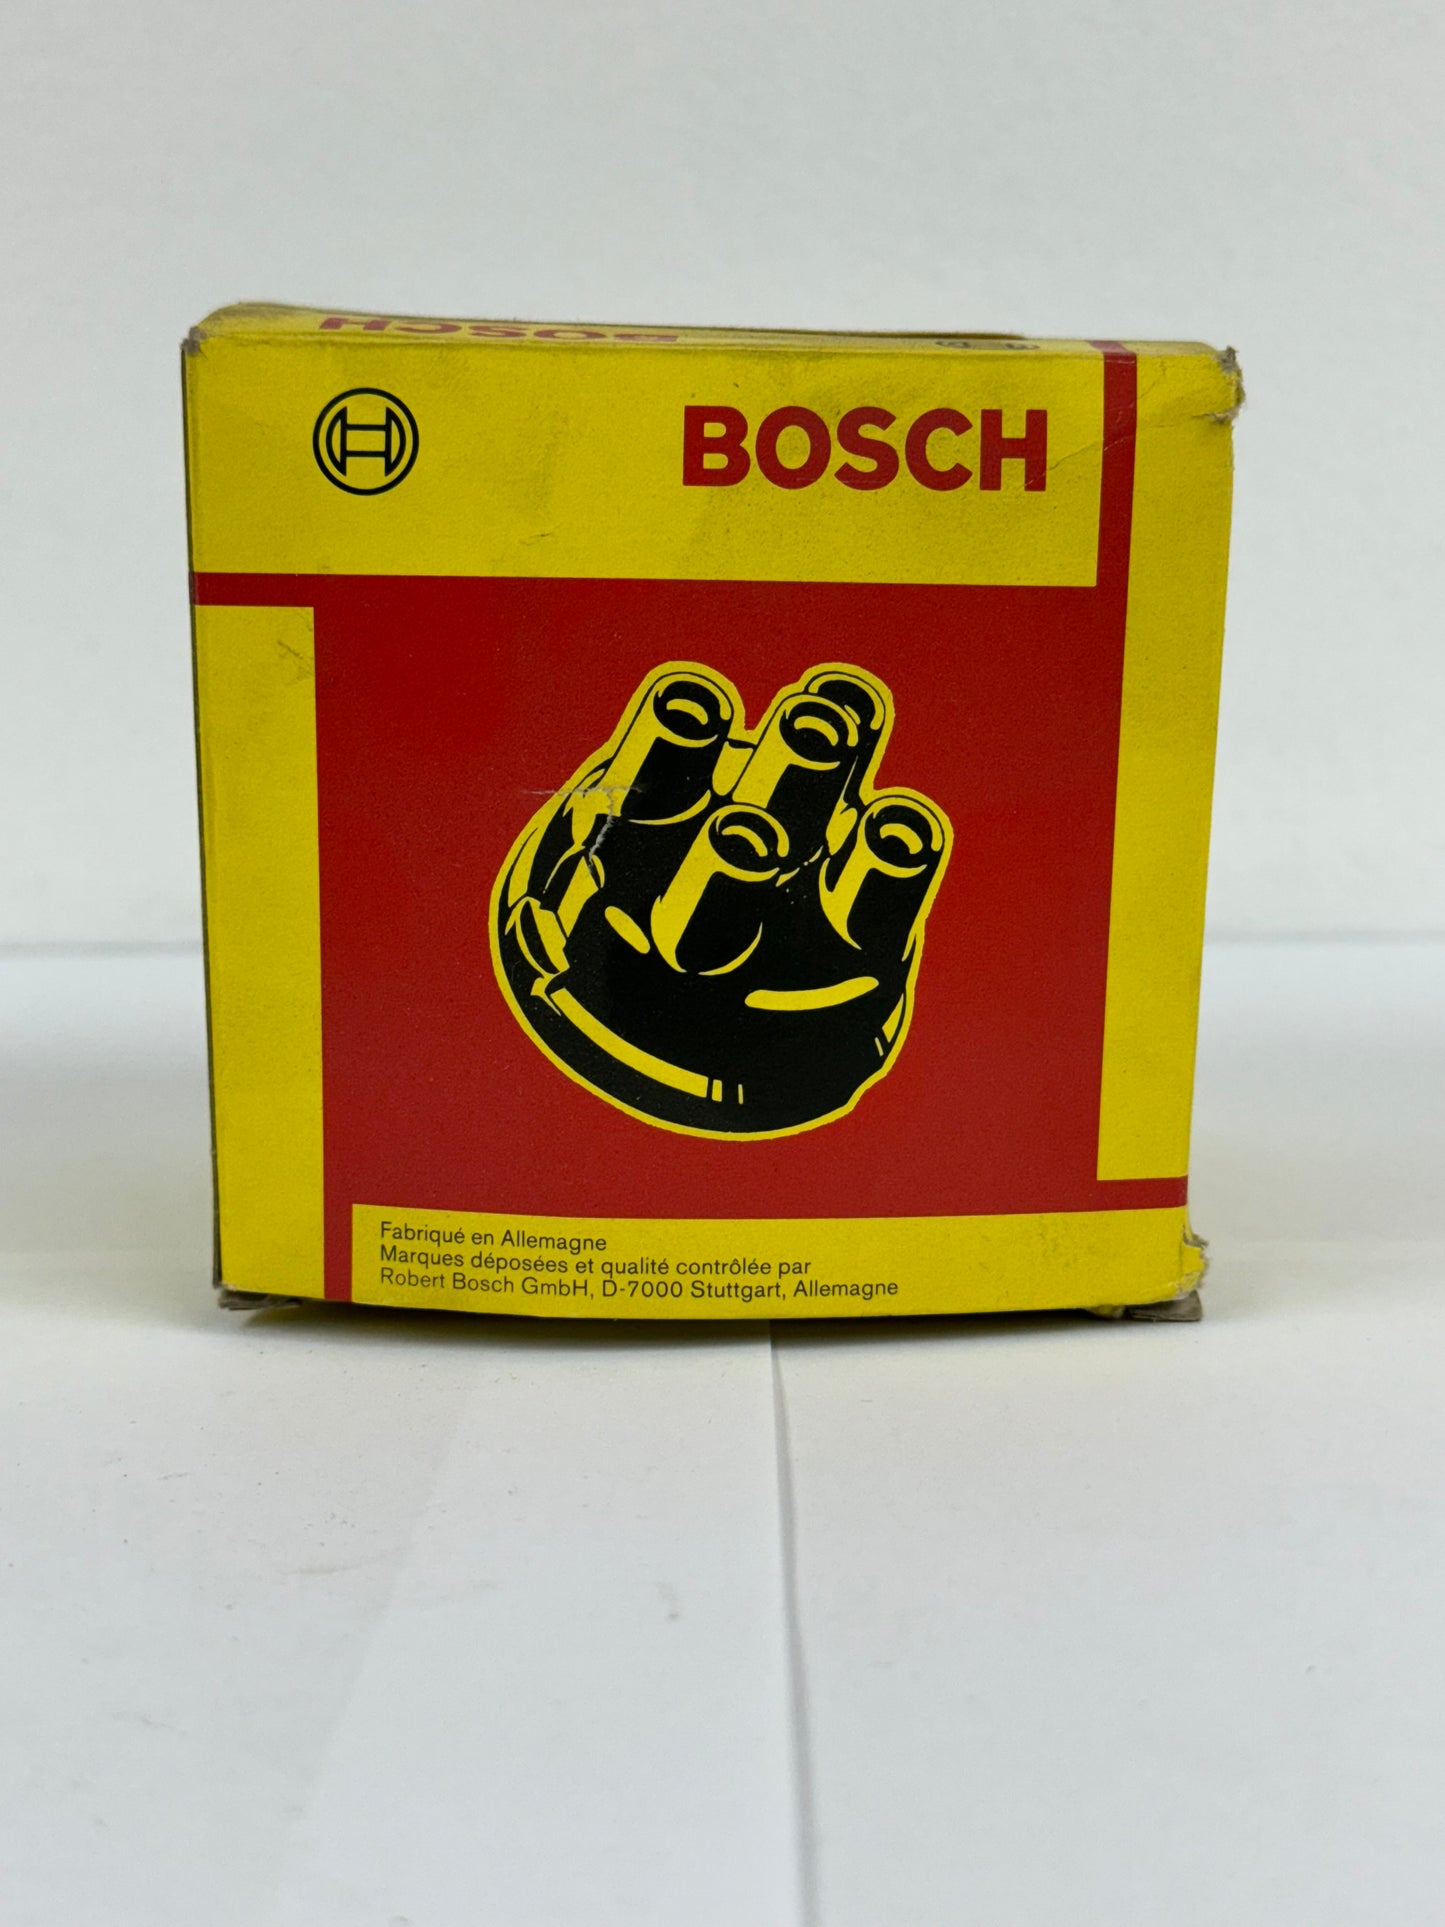 BOSCH
BOSCH
Fabriqué en Allemagne
Marques déposées et qualité contrôlée par
Robert Bosch GmbH, D-7000 Stuttgart, Allemagne